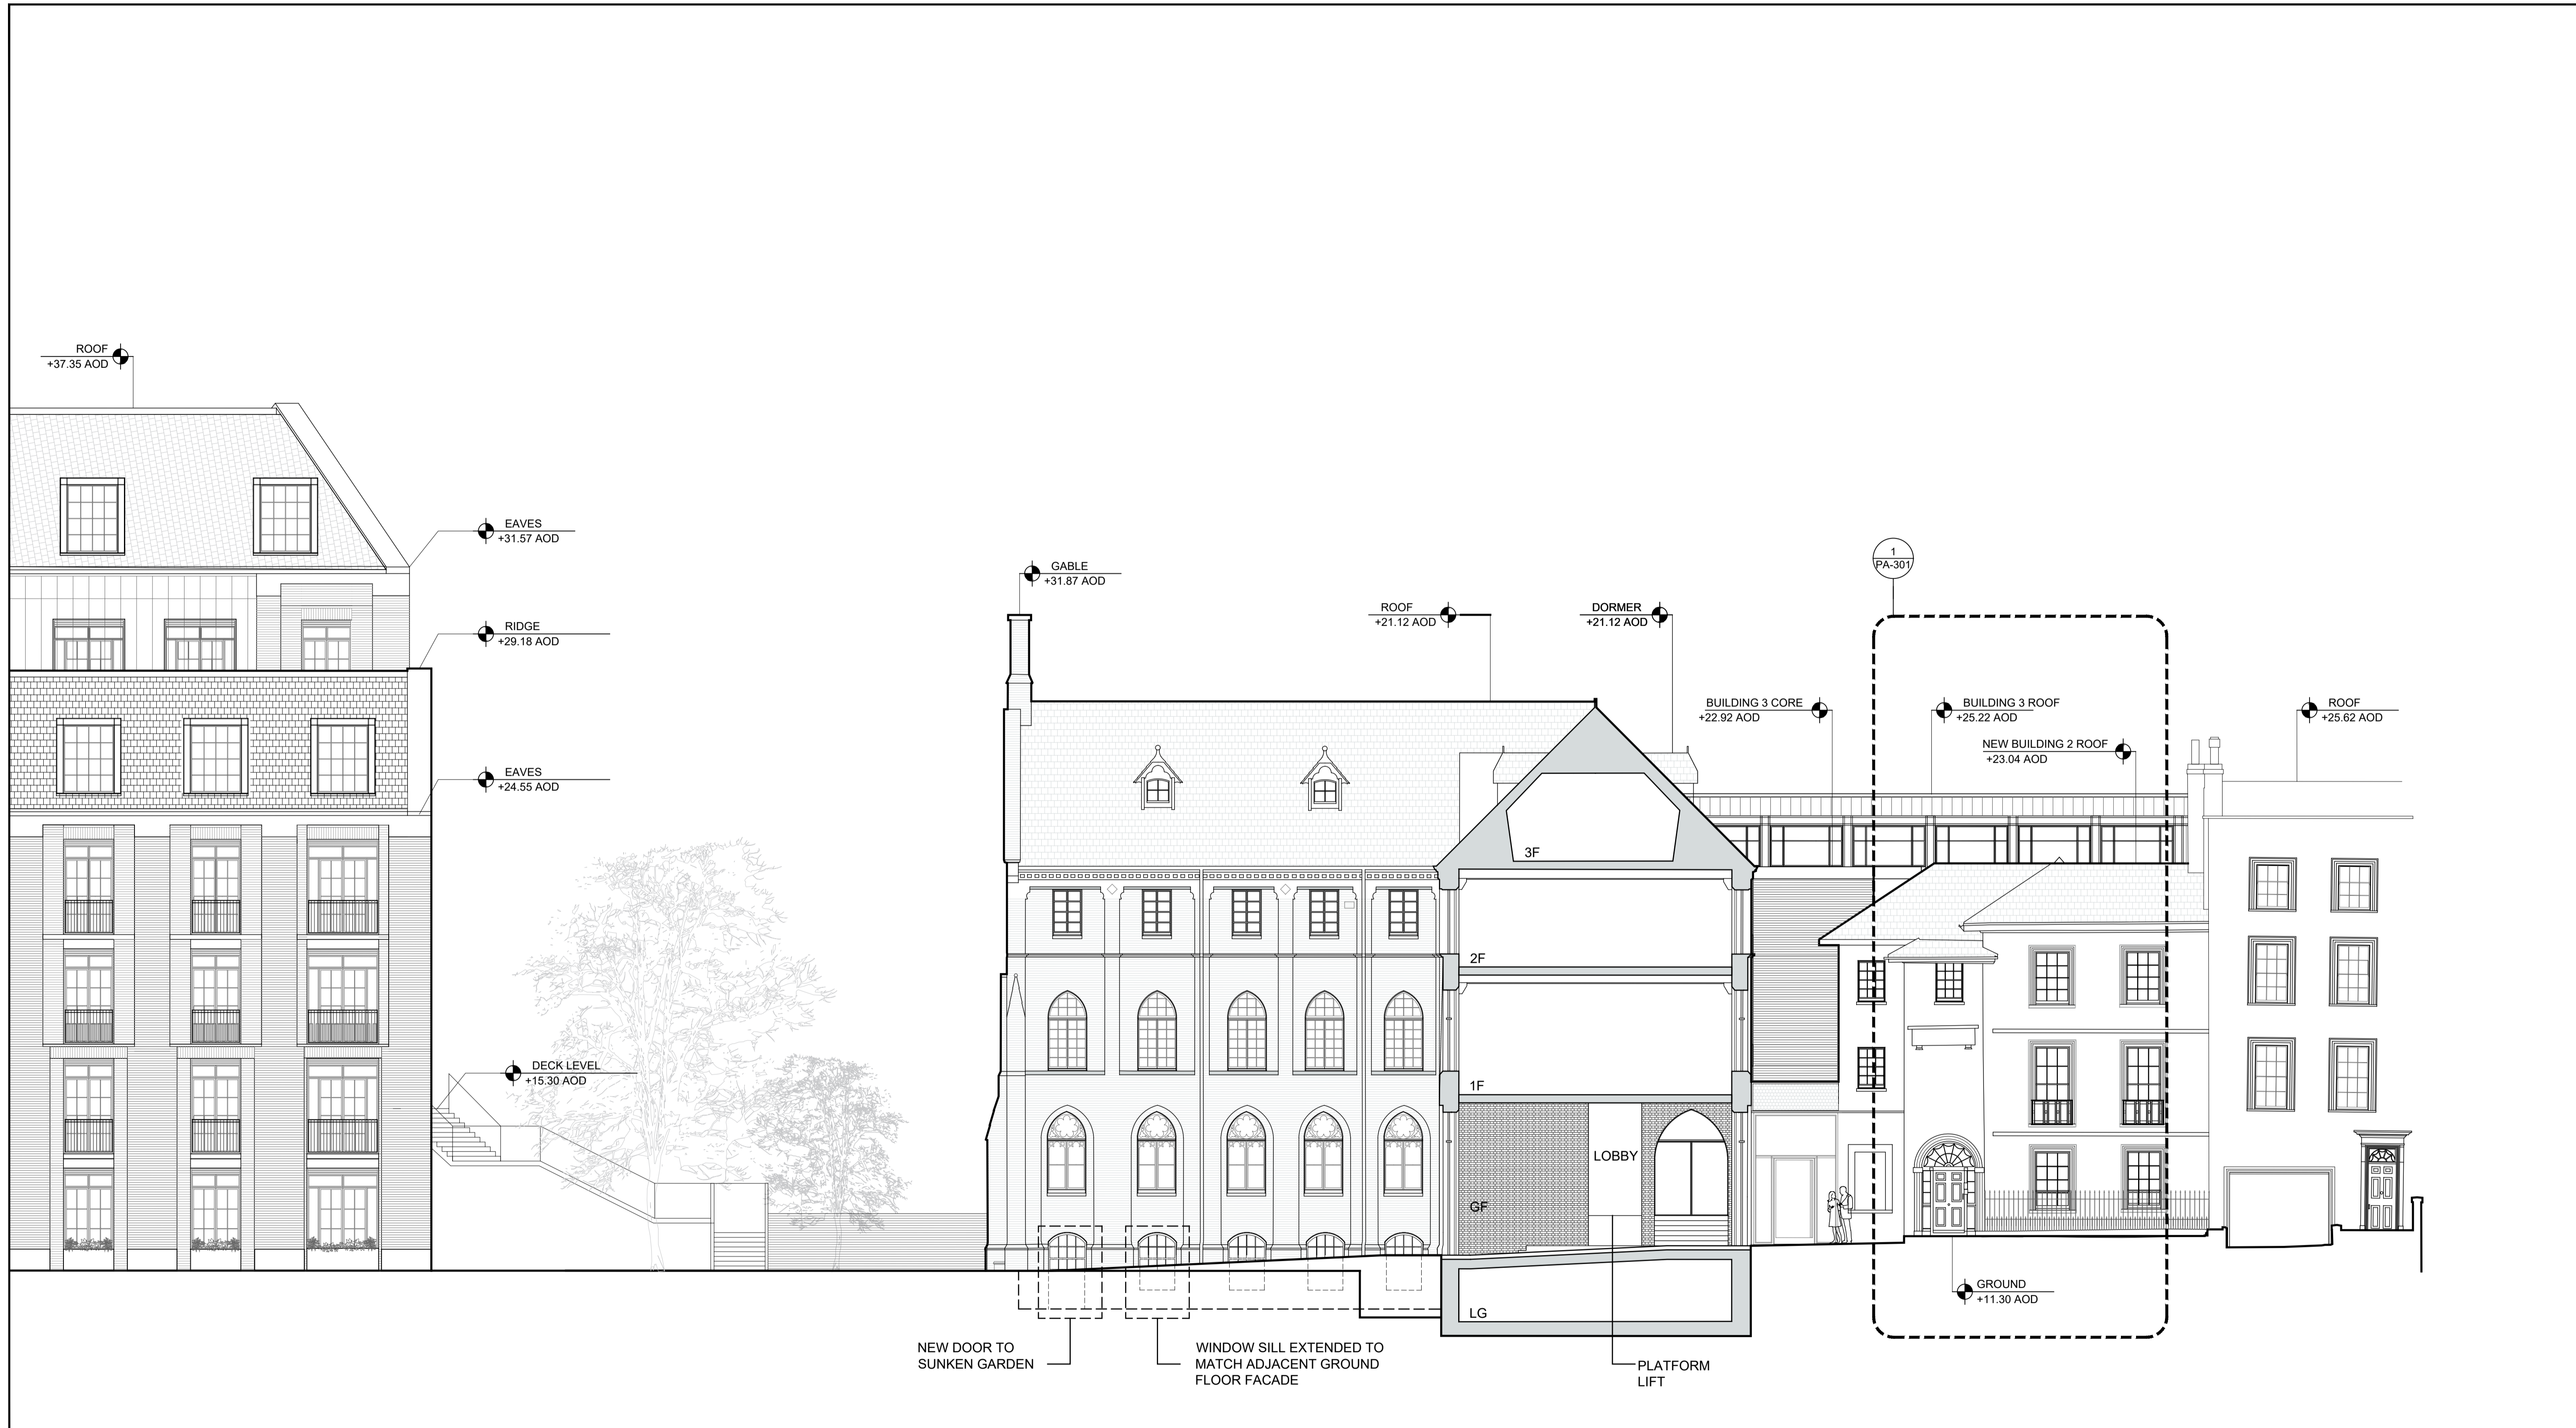 ROOF
+37.35 AOD
EAVES
+31.57 AOD
RIDGE
+29.18 AOD
EAVES
+24.55 AOD
DECK LEVEL
+15.30 AOD
GABLE
+31.87 AOD
ROOF
+21.12 AOD
DORMER
+21.12 AOD
1
PA-301
BUILDING 3 CORE
+22.92 AOD
BUILDING 3 ROOF
+25.22 AOD
NEW BUILDING 2 ROOF
+23.04 AOD
ROOF
+25.62 AOD
3F
2F
1F
LOBBY
GF
LG
GROUND
+11.30 AOD
NEW DOOR TO
SUNKEN GARDEN
WINDOW SILL EXTENDED TO
MATCH ADJACENT GROUND
FLOOR FACADE
PLATFORM
LIFT